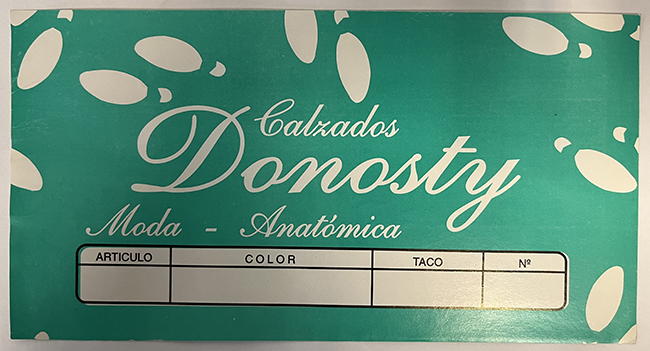 Calzados
Donosty
Moda - Anatómica
ARTICULO COLOR TACO Nº